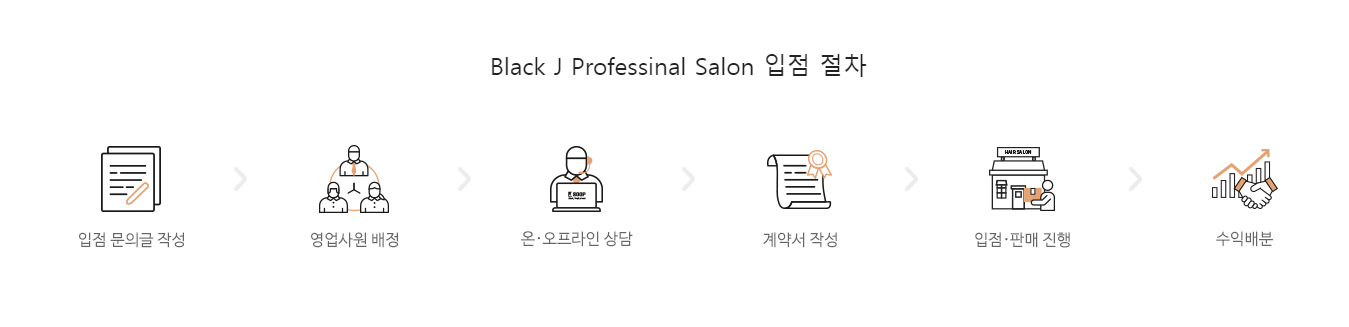 Black J Professinal Salon 입점 절차
HAIR SALON
SOOP
입점 문의글 작성
영업사원 배정
온·오프라인 상담
계약서 작성
입점·판매 진행
수익배분